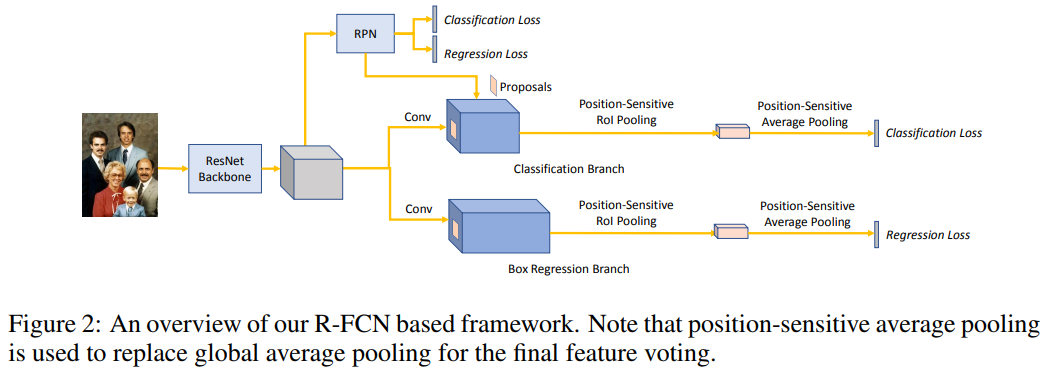 RPN
Classification Loss
Regression Loss
Proposals
Conv
Position-Sensitive
RoI Pooling
Position-Sensitive
Average Pooling
Classification Loss
ResNet
Backbone
Classification Branch
Conv
Position-Sensitive
RoI Pooling
Position-Sensitive
Average Pooling
Regression Loss
Box Regression Branch
Figure 2: An overview of our R-FCN based framework. Note that position-sensitive average pooling
is used to replace global average pooling for the final feature voting.